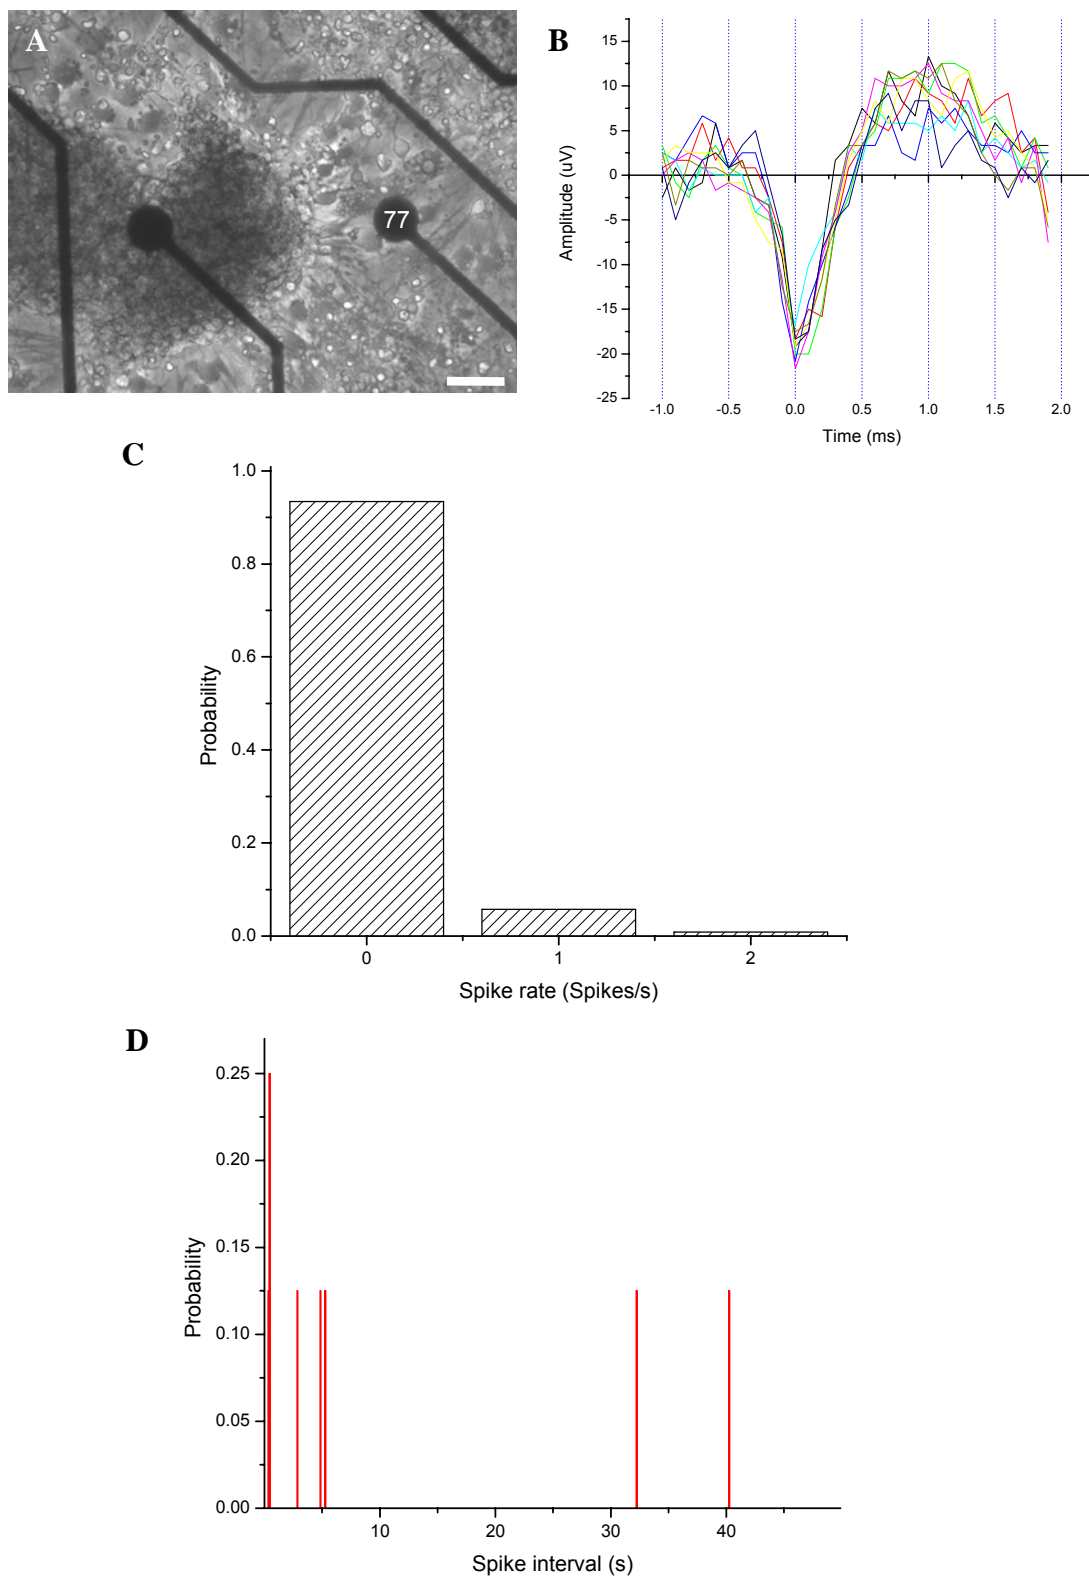 A
77
B
15
10
5
0
-5
-10
-15
-20
-25
Amplitude (uV)
-1.0 -0.5 0.0 0.5 1.0 1.5 2.0
Time (ms)
C
1.0
0.8
0.6
0.4
0.2
0.0
Probability
0 1 2
Spike rate (Spikes/s)
D
0.25
0.20
0.15
0.10
0.05
0.00
Probability
10 20 30 40
Spike interval (s)